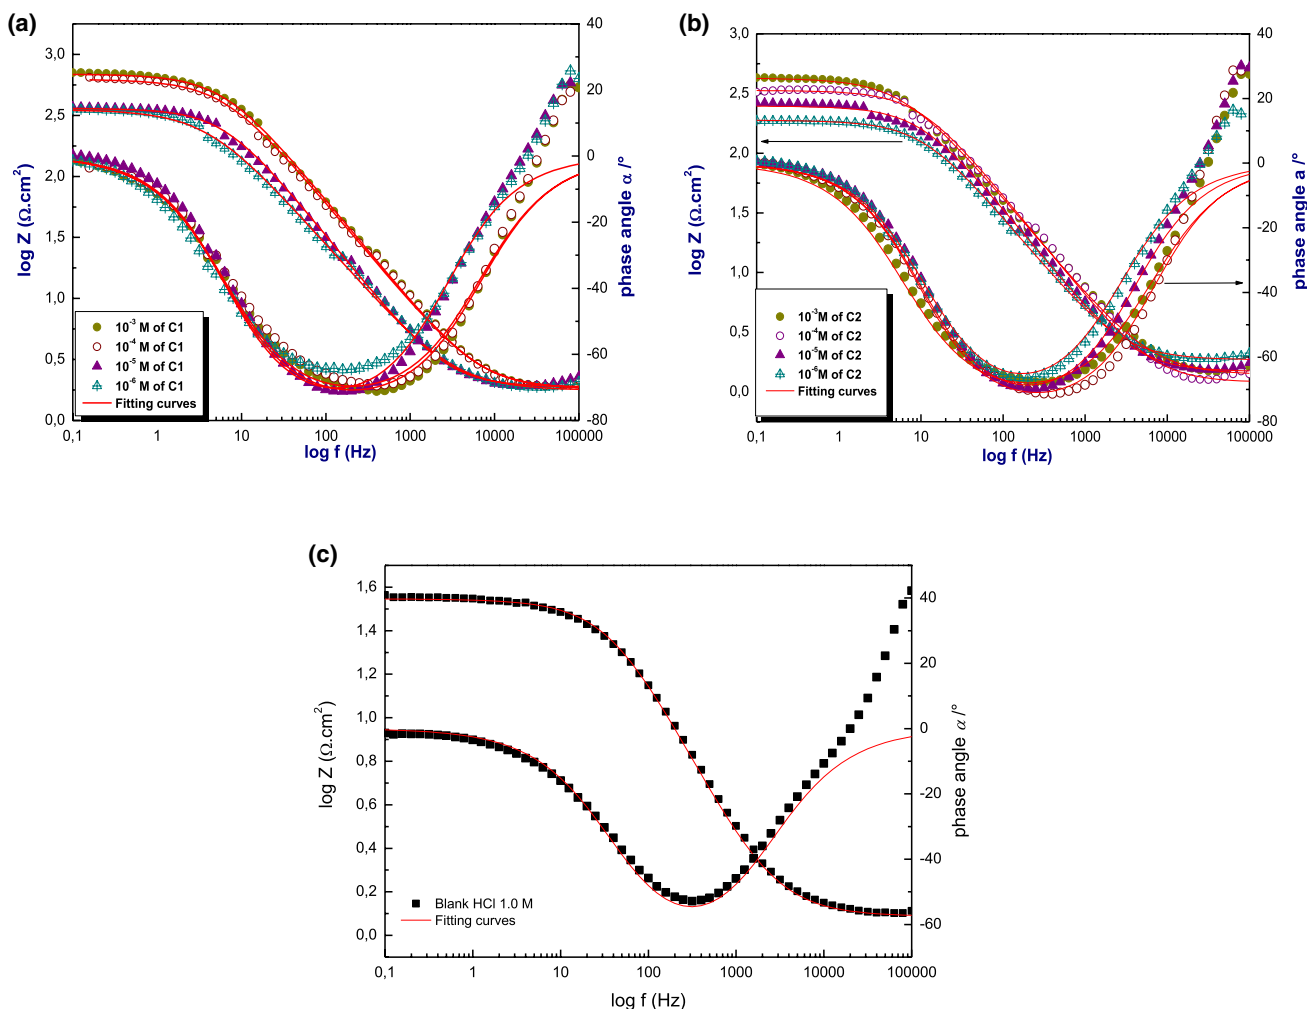 (a)
40
3,0
2,5
2,0
1,5
1,0
0,5
0,0
20
0
-20
-40
-60
-80
log Z (Ω.cm²)
phase angle α /°
10⁻³ M of C1
10⁻⁴ M of C1
10⁻⁵ M of C1
10⁻⁶ M of C1
Fitting curves
0,1 1 10 100 1000 10000 100000
log f (Hz)
(b)
3,0
2,5
2,0
1,5
1,0
0,5
0,0
40
20
0
-20
-40
-60
-80
log Z (Ω.cm²)
phase angle a /°
10⁻³M of C2
10⁻⁴M of C2
10⁻⁵M of C2
10⁻⁶M of C2
Fitting curves
0,1 1 10 100 1000 10000 100000
log f (Hz)
(c)
1,6
1,4
1,2
1,0
0,8
0,6
0,4
0,2
0,0
40
20
0
-20
-40
-60
log Z (Ω.cm²)
phase angle α /°
Blank HCl 1.0 M
Fitting curves
0,1 1 10 100 1000 10000 100000
log f (Hz)